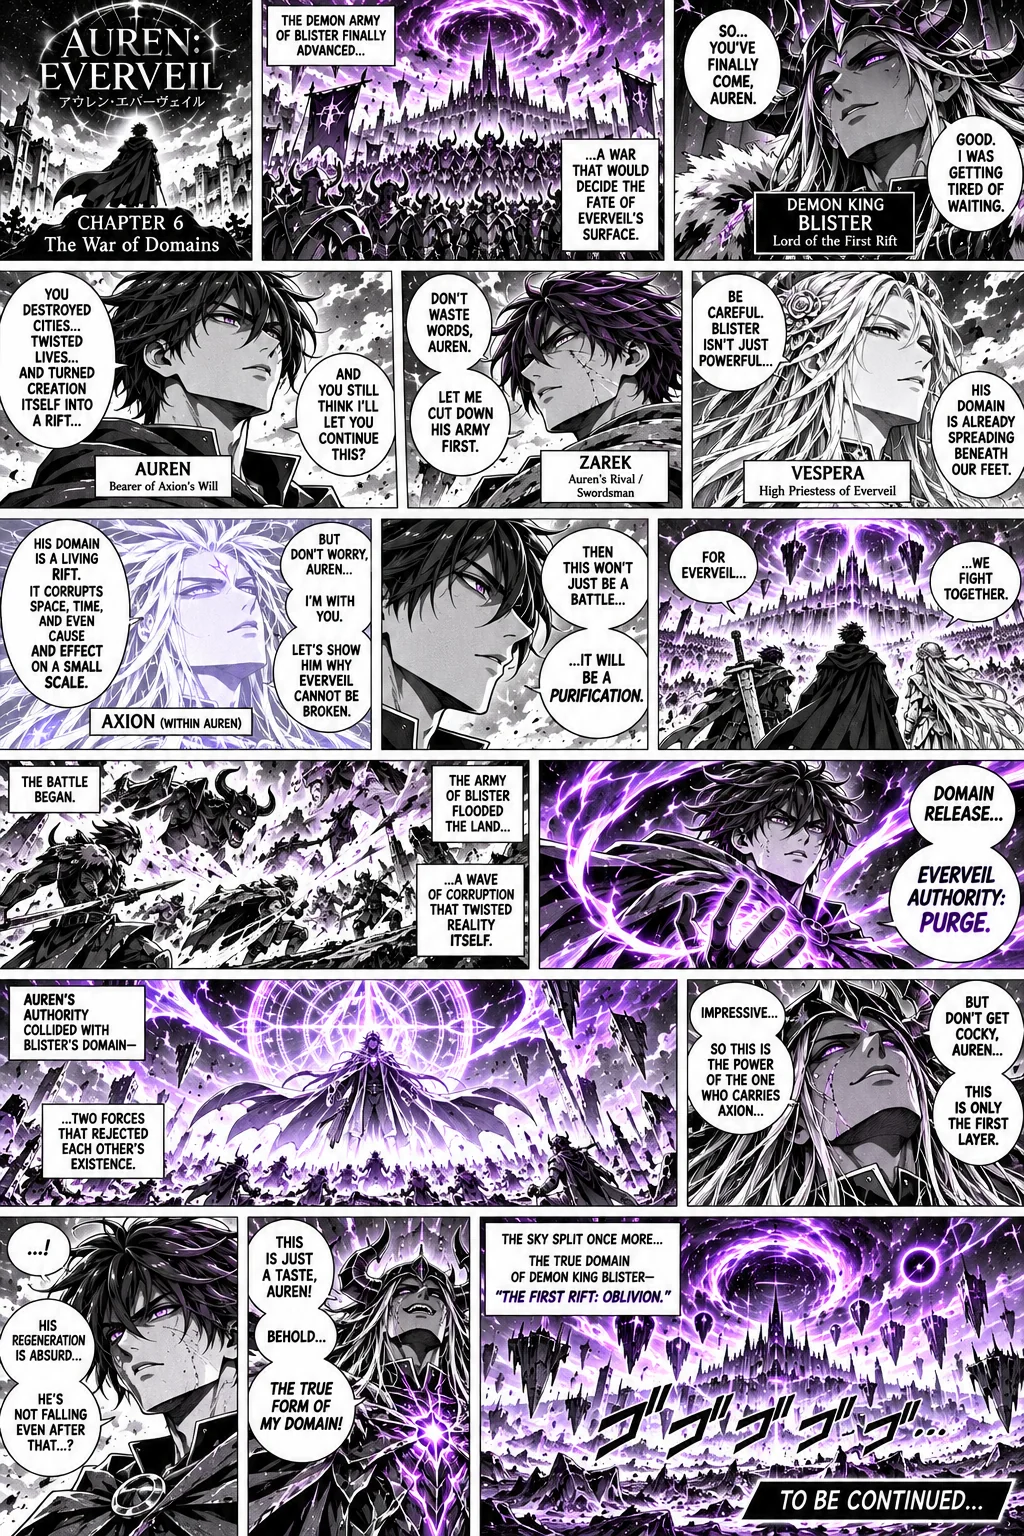 AUREN:
EVERVEIL
アウレン・エバーヴェイル
CHAPTER 6
The War of Domains
THE DEMON ARMY
OF BLISTER FINALLY
ADVANCED...
...A WAR
THAT WOULD
DECIDE THE
FATE OF
EVERVEIL'S
SURFACE.
SO...
YOU'VE
FINALLY
COME,
AUREN.
GOOD.
I WAS
GETTING
TIRED OF
WAITING.
DEMON KING
BLISTER
Lord of the First Rift
YOU
DESTROYED
CITIES...
TWISTED
LIVES...
AND TURNED
CREATION
ITSELF INTO
A RIFT...
AND
YOU STILL
THINK I'LL
LET YOU
CONTINUE
THIS?
AUREN
Bearer of Axion's Will
DON'T
WASTE
WORDS,
AUREN.
LET ME
CUT DOWN
HIS ARMY
FIRST.
ZAREK
Auren's Rival /
Swordsman
BE
CAREFUL.
BLISTER
ISN'T JUST
POWERFUL...
HIS
DOMAIN
IS ALREADY
SPREADING
BENEATH
OUR FEET.
VESPERA
High Priestess of Everveil
HIS DOMAIN
IS A LIVING
RIFT.
IT CORRUPTS
SPACE, TIME,
AND EVEN
CAUSE
AND EFFECT
ON A SMALL
SCALE.
BUT
DON'T WORRY,
AUREN...
I'M WITH
YOU.
LET'S SHOW
HIM WHY
EVERVEIL
CANNOT BE
BROKEN.
AXION (WITHIN AUREN)
THEN
THIS WON'T
JUST BE A
BATTLE...
...IT WILL
BE A
PURIFICATION.
FOR
EVERVEIL...
...WE
FIGHT
TOGETHER.
THE BATTLE
BEGAN.
THE ARMY
OF BLISTER
FLOODED
THE LAND...
...A WAVE
OF CORRUPTION
THAT TWISTED
REALITY
ITSELF.
DOMAIN
RELEASE...
EVERVEIL
AUTHORITY:
PURGE.
AUREN'S
AUTHORITY
COLLIDED WITH
BLISTER'S DOMAIN—
...TWO FORCES
THAT REJECTED
EACH OTHER'S
EXISTENCE.
IMPRESSIVE...
SO THIS IS
THE POWER
OF THE ONE
WHO CARRIES
AXION...
BUT
DON'T GET
COCKY,
AUREN...
THIS
IS ONLY
THE FIRST
LAYER.
...!
HIS
REGENERATION
IS ABSURD...
HE'S
NOT FALLING
EVEN AFTER
THAT...?
THIS
IS JUST
A TASTE,
AUREN!
BEHOLD...
THE TRUE
FORM OF
MY DOMAIN!
THE SKY SPLIT ONCE MORE...
THE TRUE DOMAIN
OF DEMON KING BLISTER—
"THE FIRST RIFT: OBLIVION."
ゴゴゴゴゴ...
TO BE CONTINUED...